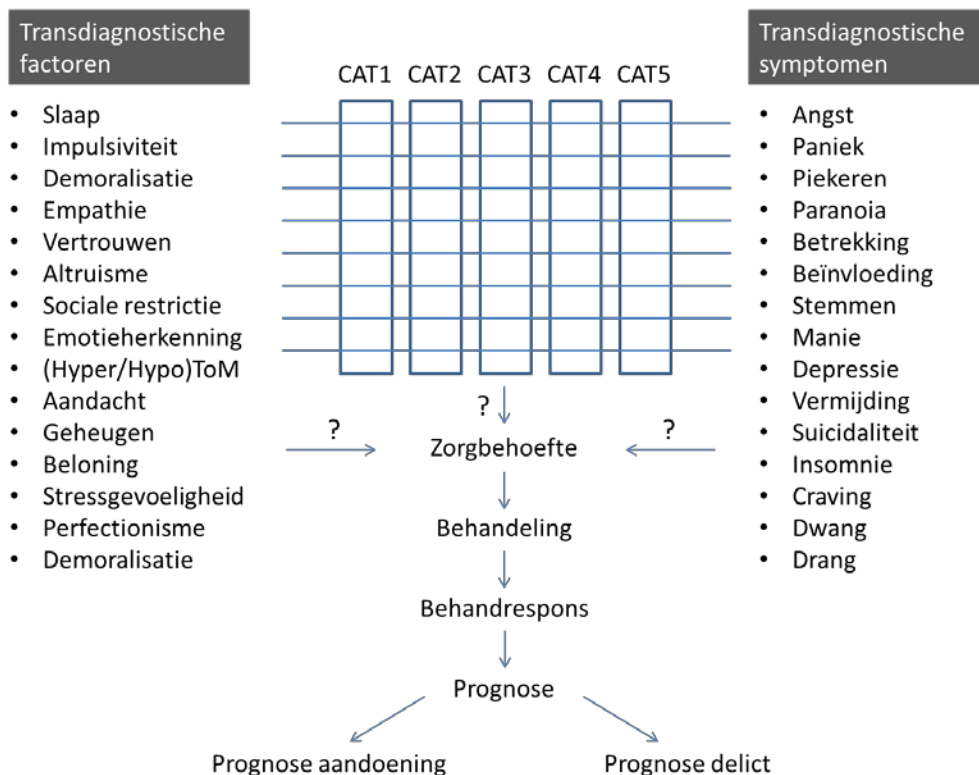 Transdiagnostische
factoren
• Slaap
• Impulsiviteit
• Demoralisatie
• Empathie
• Vertrouwen
• Altruisme
• Sociale restrictie
• Emotieherkenning
• (Hyper/Hypo)ToM
• Aandacht
• Geheugen
• Beloning
• Stressgevoeligheid
• Perfectionisme
• Demoralisatie
CAT1 CAT2 CAT3 CAT4 CAT5
?
?
?
Zorgbehoefte
Behandeling
Behandrespons
Prognose
Prognose aandoening
Prognose delict
Transdiagnostische
symptomen
• Angst
• Paniek
• Piekeren
• Paranoia
• Betrekking
• Beïnvloeding
• Stemmen
• Manie
• Depressie
• Vermijding
• Suicidaliteit
• Insomnie
• Craving
• Dwang
• Drang